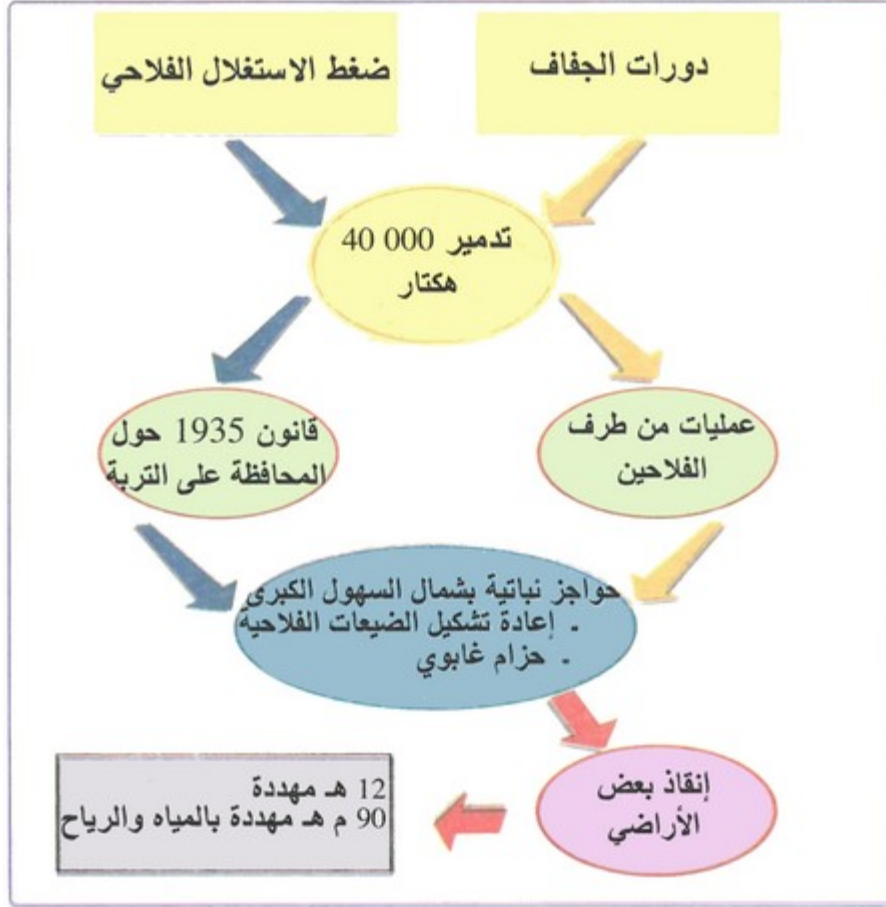 دورات الجفاف
ضغط الاستغلال الفلاحي
تدمير 000 40
هكتار
عمليات من طرف
الفلاحين
قانون 1935 حول
المحافظة على التربة
حواجز نباتية بشمال السهول الكبرى
- إعادة تشكيل الضيعات الفلاحية
- حزام غابوي
إنقاذ بعض
الأراضي
12 هـ مهددة
90 م هـ مهددة بالمياه والرياح